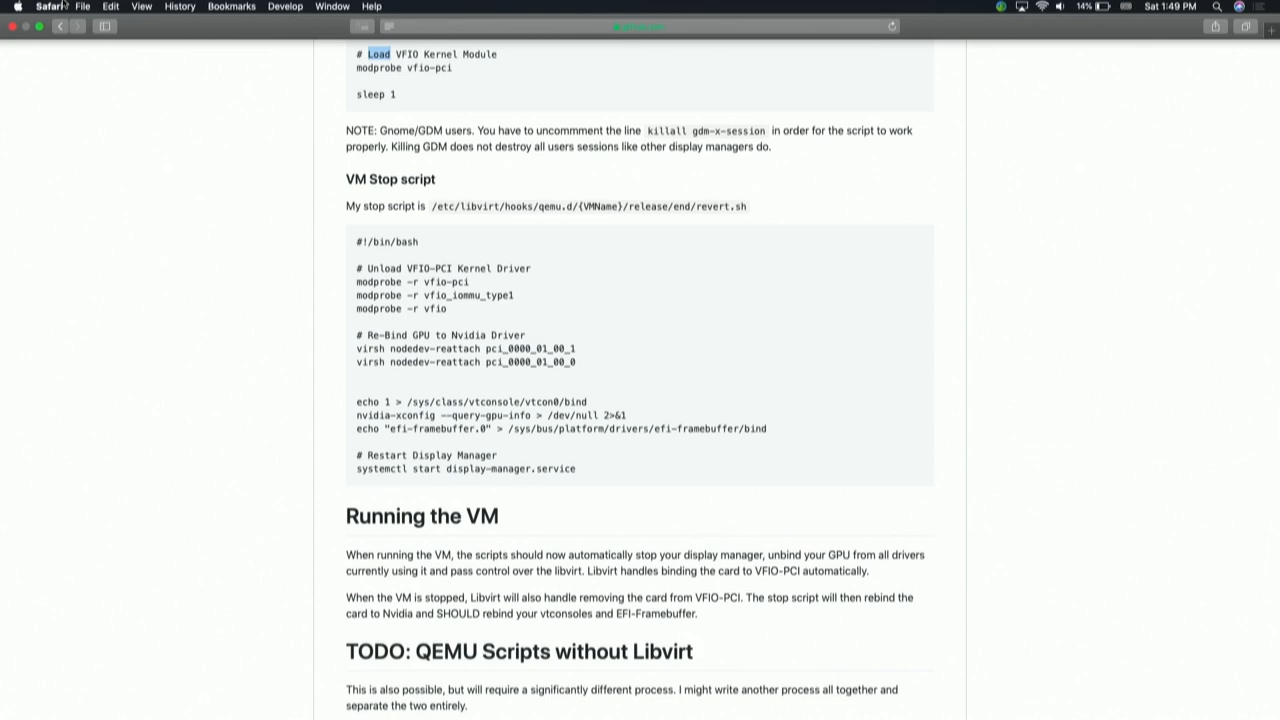 Safari File Edit View History Bookmarks Develop Window Help 14% Sat 1:49 PM
# Load VFIO Kernel Module
modprobe vfio-pci
sleep 1
NOTE: Gnome/GDM users. You have to uncommment the line killall gdm-x-session in order for the script to work
properly. Killing GDM does not destroy all users sessions like other display managers do.
VM Stop script
My stop script is /etc/libvirt/hooks/qemu.d/{VMName}/release/end/revert.sh
#!/bin/bash
# Unload VFIO-PCI Kernel Driver
modprobe -r vfio-pci
modprobe -r vfio_iommu_type1
modprobe -r vfio
# Re-Bind GPU to Nvidia Driver
virsh nodedev-reattach pci_0000_01_00_1
virsh nodedev-reattach pci_0000_01_00_0
echo 1 > /sys/class/vtconsole/vtcon0/bind
nvidia-xconfig --query-gpu-info > /dev/null 2>&1
echo "efi-framebuffer.0" > /sys/bus/platform/drivers/efi-framebuffer/bind
# Restart Display Manager
systemctl start display-manager.service
Running the VM
When running the VM, the scripts should now automatically stop your display manager, unbind your GPU from all drivers
currently using it and pass control over the libvirt. Libvirt handles binding the card to VFIO-PCI automatically.
When the VM is stopped, Libvirt will also handle removing the card from VFIO-PCI. The stop script will then rebind the
card to Nvidia and SHOULD rebind your vtconsoles and EFI-Framebuffer.
TODO: QEMU Scripts without Libvirt
This is also possible, but will require a significantly different process. I might write another process all together and
separate the two entirely.